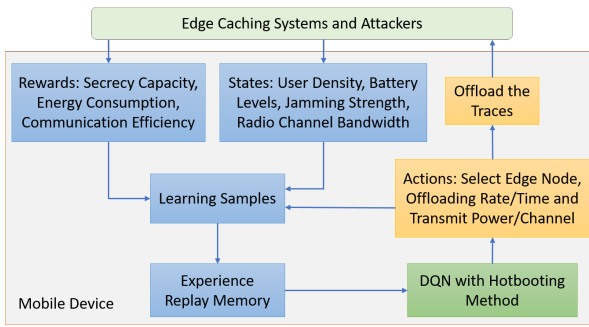 Edge Caching Systems and Attackers
Rewards: Secrecy Capacity,
Energy Consumption,
Communication Efficiency
States: User Density, Battery
Levels, Jamming Strength,
Radio Channel Bandwidth
Offload the
Traces
Learning Samples
Actions: Select Edge Node,
Offloading Rate/Time and
Transmit Power/Channel
Experience
Replay Memory
DQN with Hotbooting
Method
Mobile Device